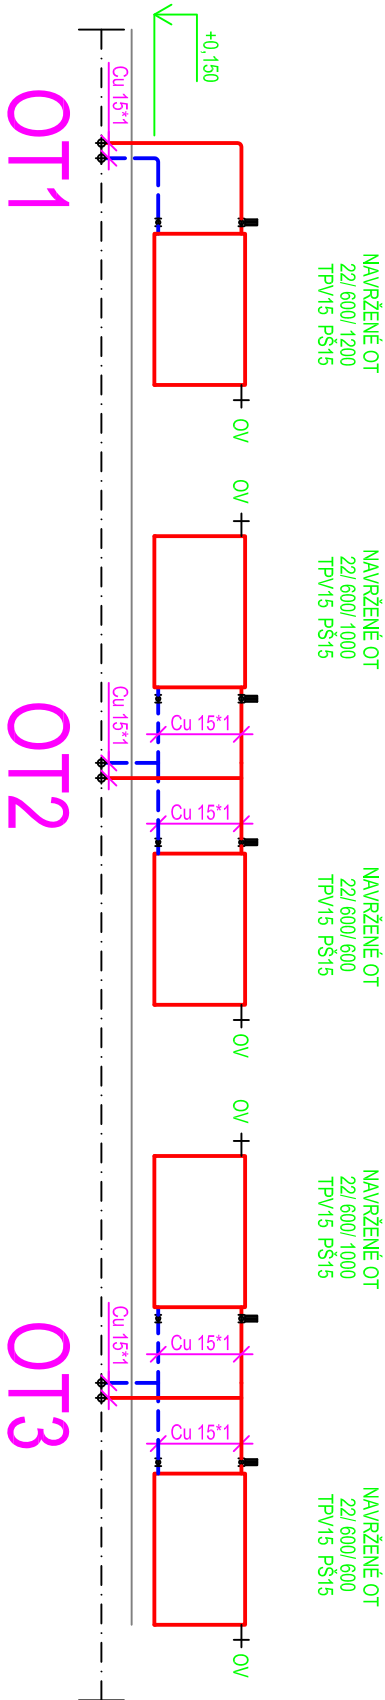 +0,150
NAVRŽENÉ OT
22/ 600/ 1200
TPV15 PŠ15
OV
Cu 15*1
OT1
NAVRŽENÉ OT
22/ 600/ 1000
TPV15 PŠ15
OV
Cu 15*1
Cu 15*1
Cu 15*1
OT2
NAVRŽENÉ OT
22/ 600/ 600
TPV15 PŠ15
OV
NAVRŽENÉ OT
22/ 600/ 1000
TPV15 PŠ15
OV
Cu 15*1
Cu 15*1
Cu 15*1
OT3
NAVRŽENÉ OT
22/ 600/ 600
TPV15 PŠ15
OV